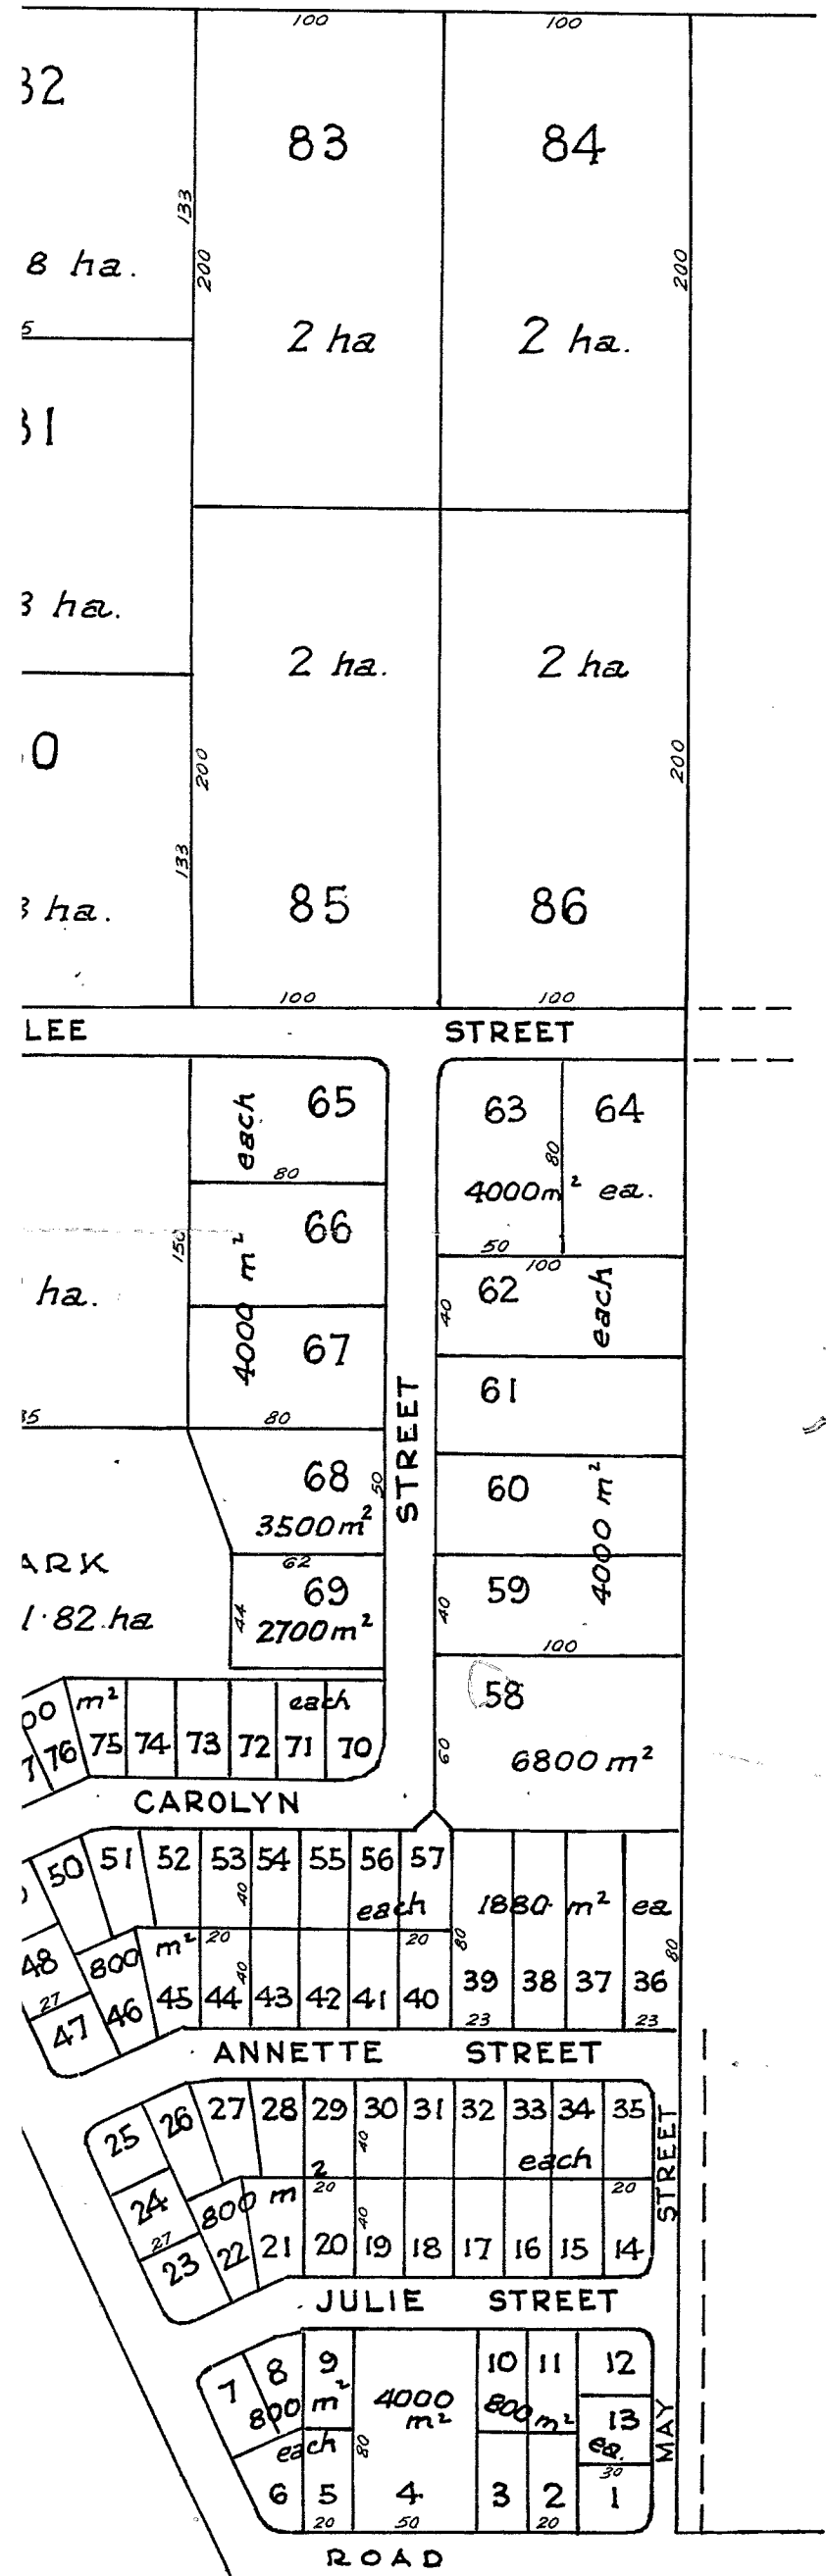 100 100
83 84
133
8 ha.
200 200
2 ha 2 ha.
3 ha.
2 ha. 2 ha
200 200
133
85 86
ha.
100 100
LEE STREET
each 65 63 64
80
80 4000m² ea.
66
150 50
100
4000 m² ha. 62 each
40
67
61
80
STREET
68 50 60
3500m² 4000 m²
62
ARK 69 59
1.82 ha 44 2700m² 40
100
58
m² each
76 75 74 73 72 71 70 60 6800 m²
CAROLYN
50 51 52 53 54 55 56 57
40 each 1880 m² ea
m² 20 20 80 80
48 800
27 40 39 38 37 36
47 46 45 44 43 42 41 40
23 23
ANNETTE STREET
25 26 27 28 29 30 31 32 33 34 35
40 each
2
24 800 m 20 20 STREET
27 40
23 22 21 20 19 18 17 16 15 14
JULIE STREET
7 8 9 10 11 12
800 m² 4000 m² 800 m² 13
each 80 ea. MAY
30
6 5 4 3 2 1
20 50 20
ROAD